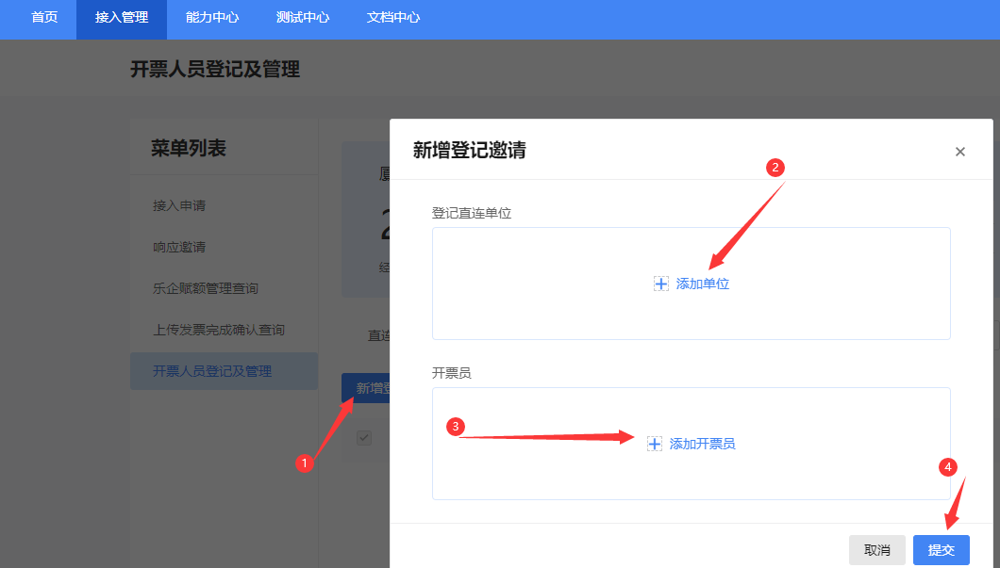 首页 接入管理 能力中心 测试中心 文档中心
开票人员登记及管理
菜单列表
接入申请
响应邀请
乐企赋额管理查询
上传发票完成确认查询
开票人员登记及管理
厦
2
经
直连
新增登
1
新增登记邀请
×
2
登记直连单位
添加单位
开票员
3
添加开票员
4
取消 提交